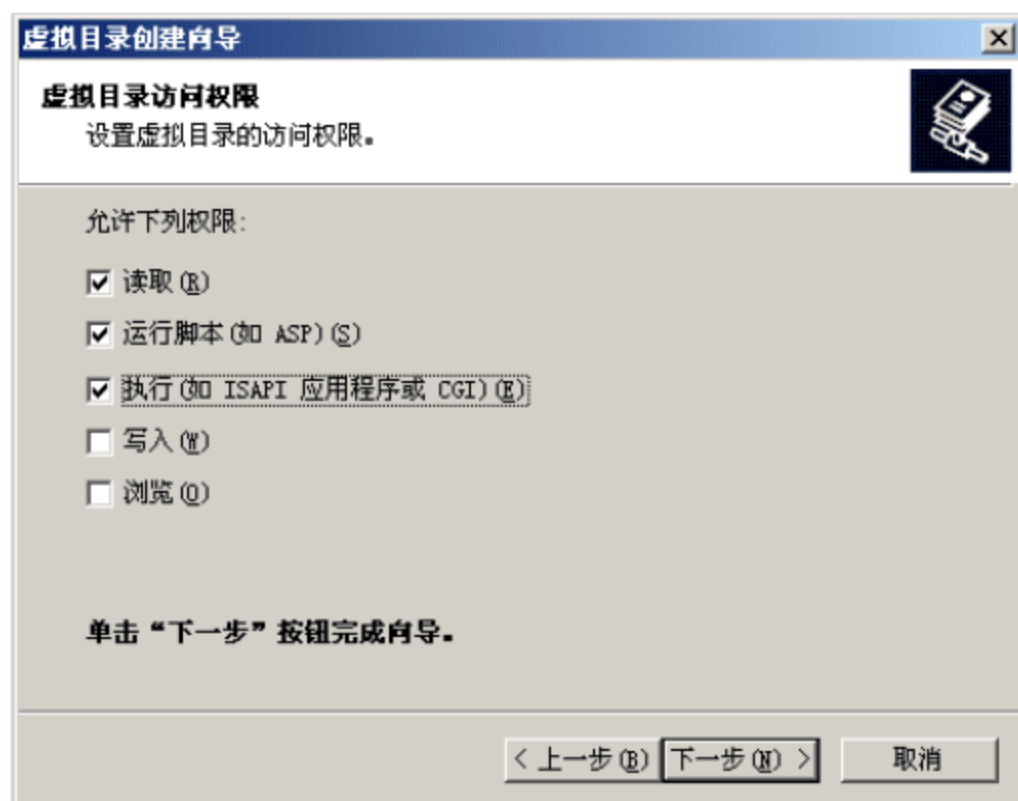 虚拟目录创建向导
虚拟目录访问权限
设置虚拟目录的访问权限。
允许下列权限:
读取(R)
运行脚本(如 ASP)(S)
执行(如 ISAPI 应用程序或 CGI)(E)
写入(W)
浏览(O)
单击“下一步”按钮完成向导。
< 上一步(B) 下一步(N) > 取消